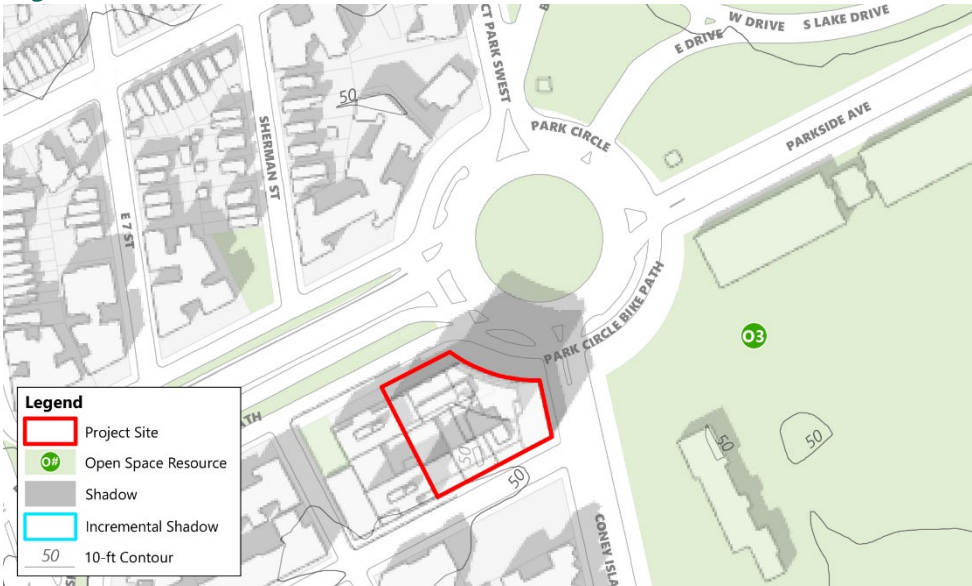 50
CT PARK SWEST
W DRIVE
S LAKE DRIVE
E DRIVE
SHERMAN ST
PARK CIRCLE
PARKSIDE AVE
E 7 ST
PARK CIRCLE BIKE PATH
O3
50
50
50
50
CONEY ISLA
ATH
Legend
Project Site
O# Open Space Resource
Shadow
Incremental Shadow
50 10-ft Contour